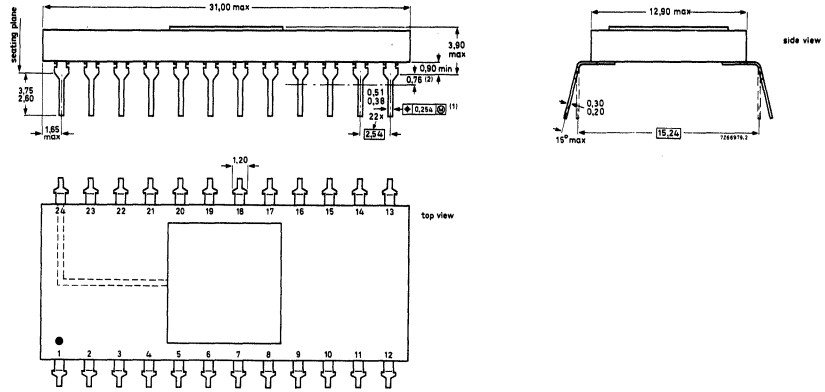 31,00 max
seating plane
3,90
max
0,90 min
0,76 (2)
3,75
2,60
0,51
0,38
22x
⌖ 0,254 Ⓜ (1)
1,65
max
2,54
12,90 max
side view
0,30
0,20
15° max
15,24
7Z66979.2
1,20
24 23 22 21 20 19 18 17 16 15 14 13
top view
1 2 3 4 5 6 7 8 9 10 11 12